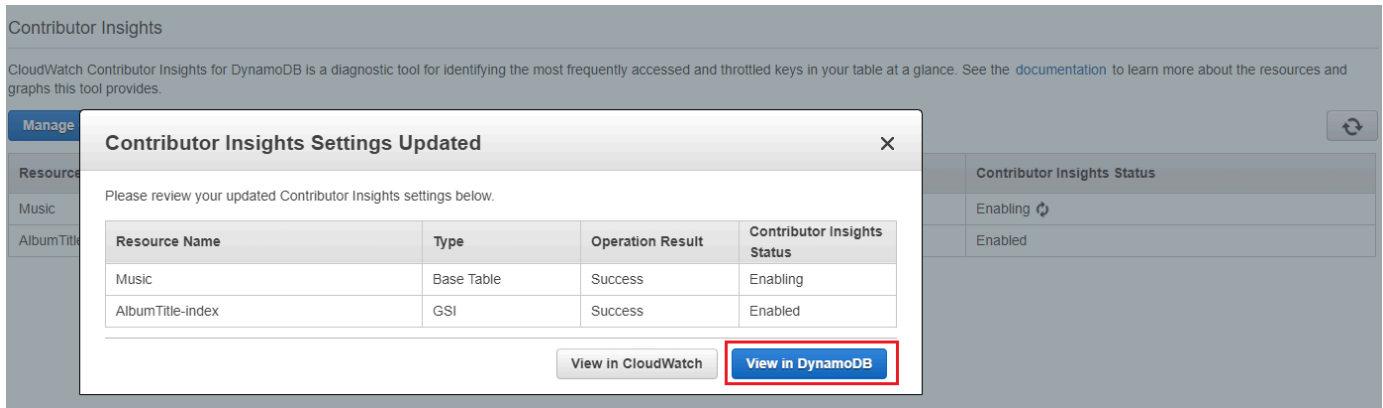 Contributor Insights
CloudWatch Contributor Insights for DynamoDB is a diagnostic tool for identifying the most frequently accessed and throttled keys in your table at a glance. See the documentation to learn more about the resources and
graphs this tool provides.
Manage
Contributor Insights Settings Updated
Resource
Contributor Insights Status
Please review your updated Contributor Insights settings below.
Music
Enabling
AlbumTitle
Enabled
Resource Name Type Operation Result Contributor Insights
Status
Music Base Table Success Enabling
AlbumTitle-index GSI Success Enabled
View in CloudWatch View in DynamoDB